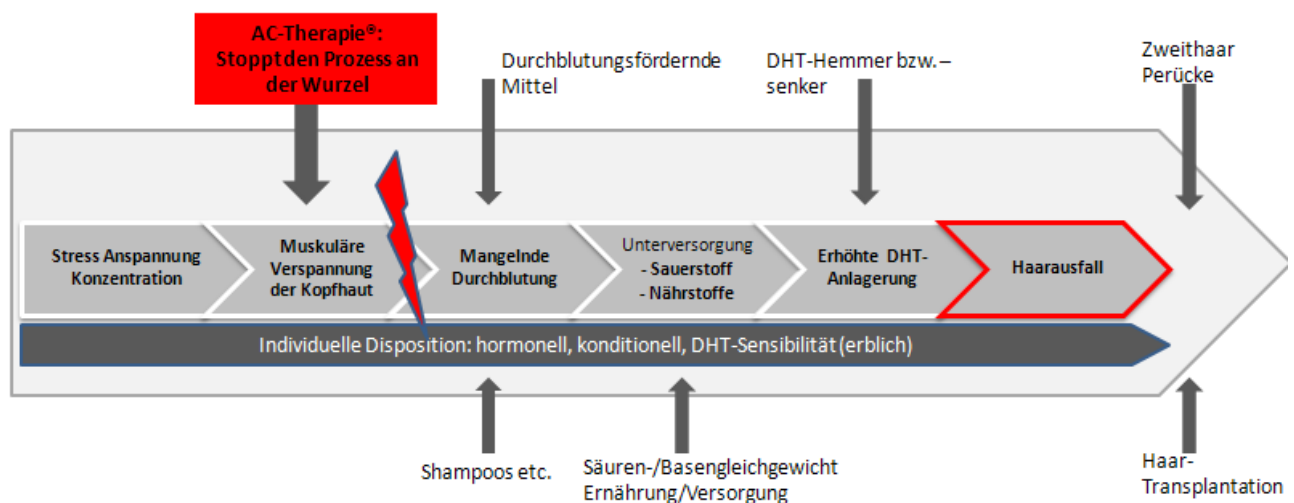 AC-Therapie®:
Stoppt den Prozess an
der Wurzel
Durchblutungsfördernde
Mittel
DHT-Hemmer bzw. –
senker
Zweithaar
Perücke
Stress Anspannung
Konzentration
Muskuläre
Verspannung
der Kopfhaut
Mangelnde
Durchblutung
Unterversorgung
- Sauerstoff
- Nährstoffe
Erhöhte DHT-
Anlagerung
Haarausfall
Individuelle Disposition: hormonell, konditionell, DHT-Sensibilität (erblich)
Shampoos etc.
Säuren-/Basengleichgewicht
Ernährung/Versorgung
Haar-
Transplantation